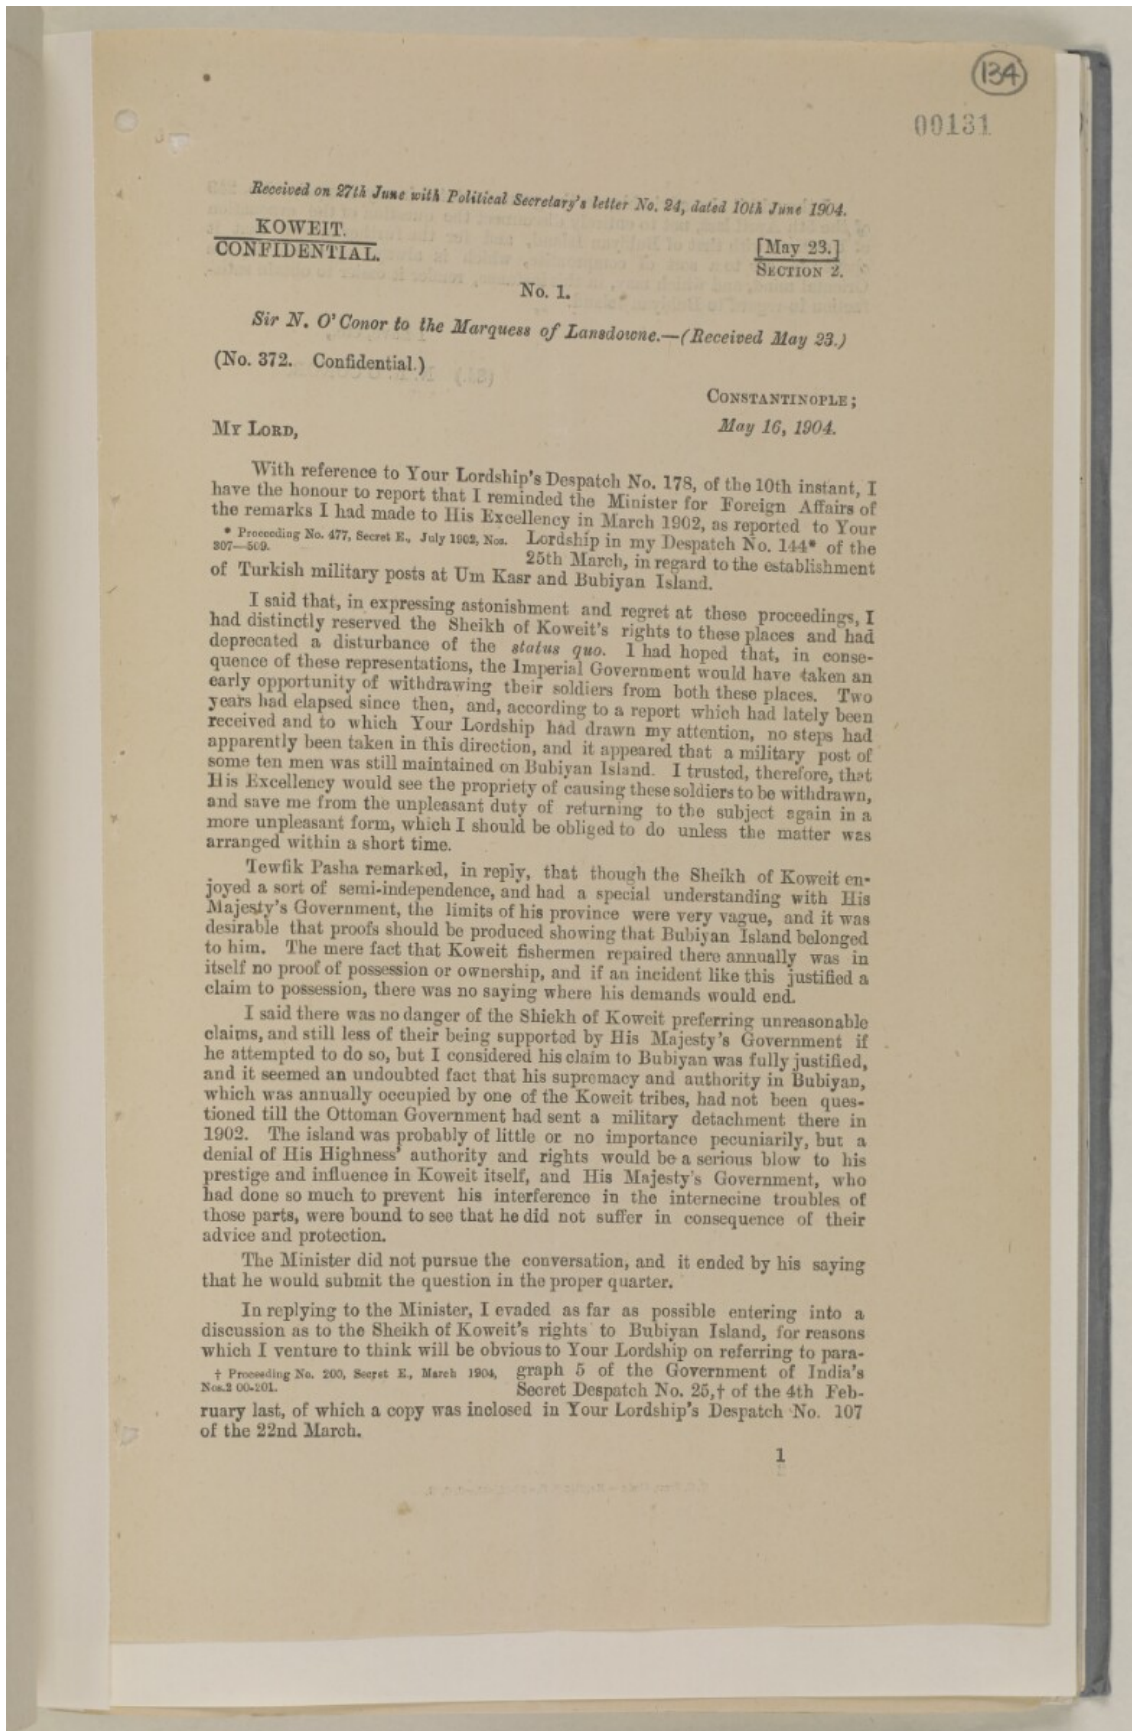 134
00131
Received on 27th June with Political Secretary's letter No. 24, dated 10th June 1904.
KOWEIT.
CONFIDENTIAL.
[May 23.]
SECTION 2.
No. 1.
Sir N. O'Conor to the Marquess of Lansdowne.—(Received May 23.)
(No. 372. Confidential.)
CONSTANTINOPLE;
May 16, 1904.
MY LORD,
With reference to Your Lordship's Despatch No. 178, of the 10th instant, I
have the honour to report that I reminded the Minister for Foreign Affairs of
the remarks I had made to His Excellency in March 1902, as reported to Your
* Proceeding No. 477, Secret E., July 1902, Nos.
307—509.
Lordship in my Despatch No. 144* of the
25th March, in regard to the establishment
of Turkish military posts at Um Kasr and Bubiyan Island.
I said that, in expressing astonishment and regret at these proceedings, I
had distinctly reserved the Sheikh of Koweit's rights to these places and had
deprecated a disturbance of the status quo. I had hoped that, in conse-
quence of these representations, the Imperial Government would have taken an
early opportunity of withdrawing their soldiers from both these places. Two
years had elapsed since then, and, according to a report which had lately been
received and to which Your Lordship had drawn my attention, no steps had
apparently been taken in this direction, and it appeared that a military post of
some ten men was still maintained on Bubiyan Island. I trusted, therefore, that
His Excellency would see the propriety of causing these soldiers to be withdrawn,
and save me from the unpleasant duty of returning to the subject again in a
more unpleasant form, which I should be obliged to do unless the matter was
arranged within a short time.
Tewfik Pasha remarked, in reply, that though the Sheikh of Koweit en-
joyed a sort of semi-independence, and had a special understanding with His
Majesty's Government, the limits of his province were very vague, and it was
desirable that proofs should be produced showing that Bubiyan Island belonged
to him. The mere fact that Koweit fishermen repaired there annually was in
itself no proof of possession or ownership, and if an incident like this justified a
claim to possession, there was no saying where his demands would end.
I said there was no danger of the Shiekh of Koweit preferring unreasonable
claims, and still less of their being supported by His Majesty's Government if
he attempted to do so, but I considered his claim to Bubiyan was fully justified,
and it seemed an undoubted fact that his supremacy and authority in Bubiyan,
which was annually occupied by one of the Koweit tribes, had not been ques-
tioned till the Ottoman Government had sent a military detachment there in
1902. The island was probably of little or no importance pecuniarily, but a
denial of His Highness' authority and rights would be a serious blow to his
prestige and influence in Koweit itself, and His Majesty's Government, who
had done so much to prevent his interference in the internecine troubles of
those parts, were bound to see that he did not suffer in consequence of their
advice and protection.
The Minister did not pursue the conversation, and it ended by his saying
that he would submit the question in the proper quarter.
In replying to the Minister, I evaded as far as possible entering into a
discussion as to the Sheikh of Koweit's rights to Bubiyan Island, for reasons
which I venture to think will be obvious to Your Lordship on referring to para-
† Proceeding No. 200, Secret E., March 1904,
Nos.2 00-201.
graph 5 of the Government of India's
Secret Despatch No. 25,† of the 4th Feb-
ruary last, of which a copy was inclosed in Your Lordship's Despatch No. 107
of the 22nd March.
1